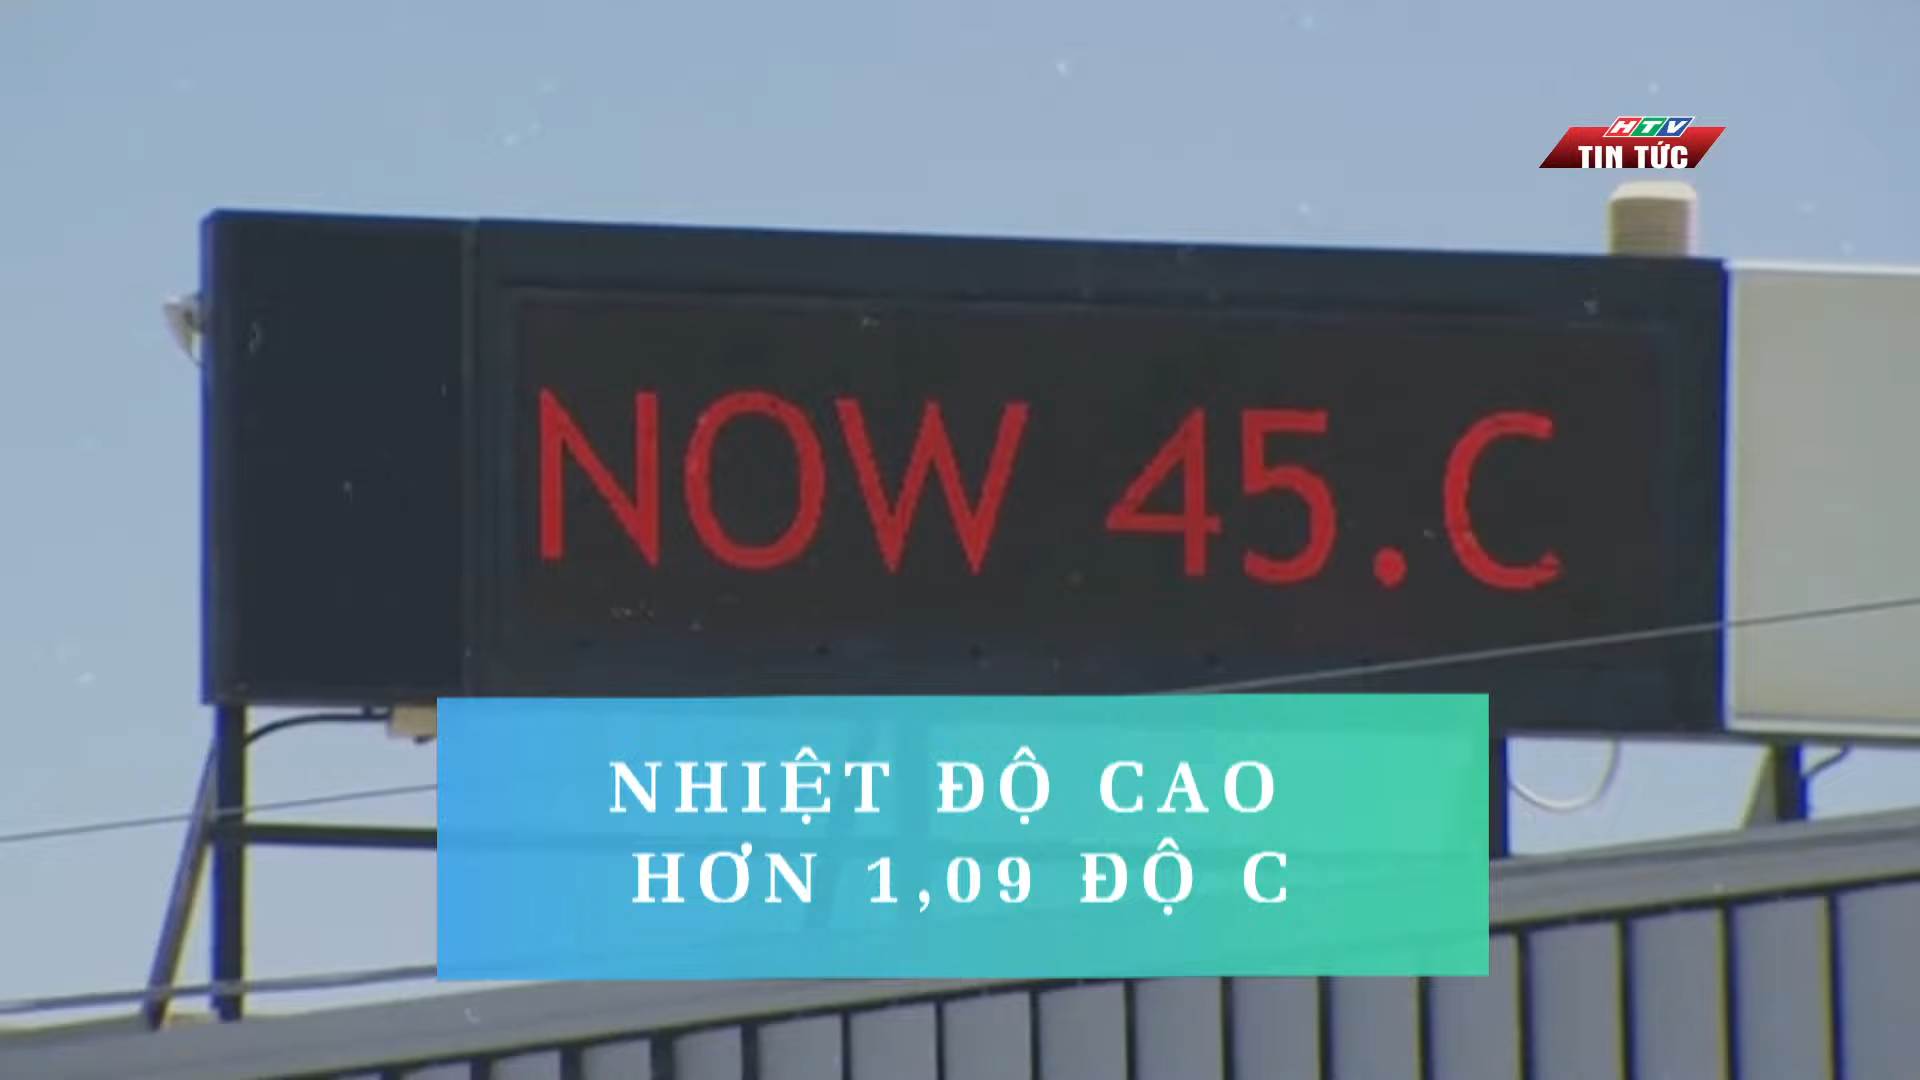 HTV
TIN TỨC
NOW 45.C
NHIỆT ĐỘ CAO
HƠN 1,09 ĐỘ C